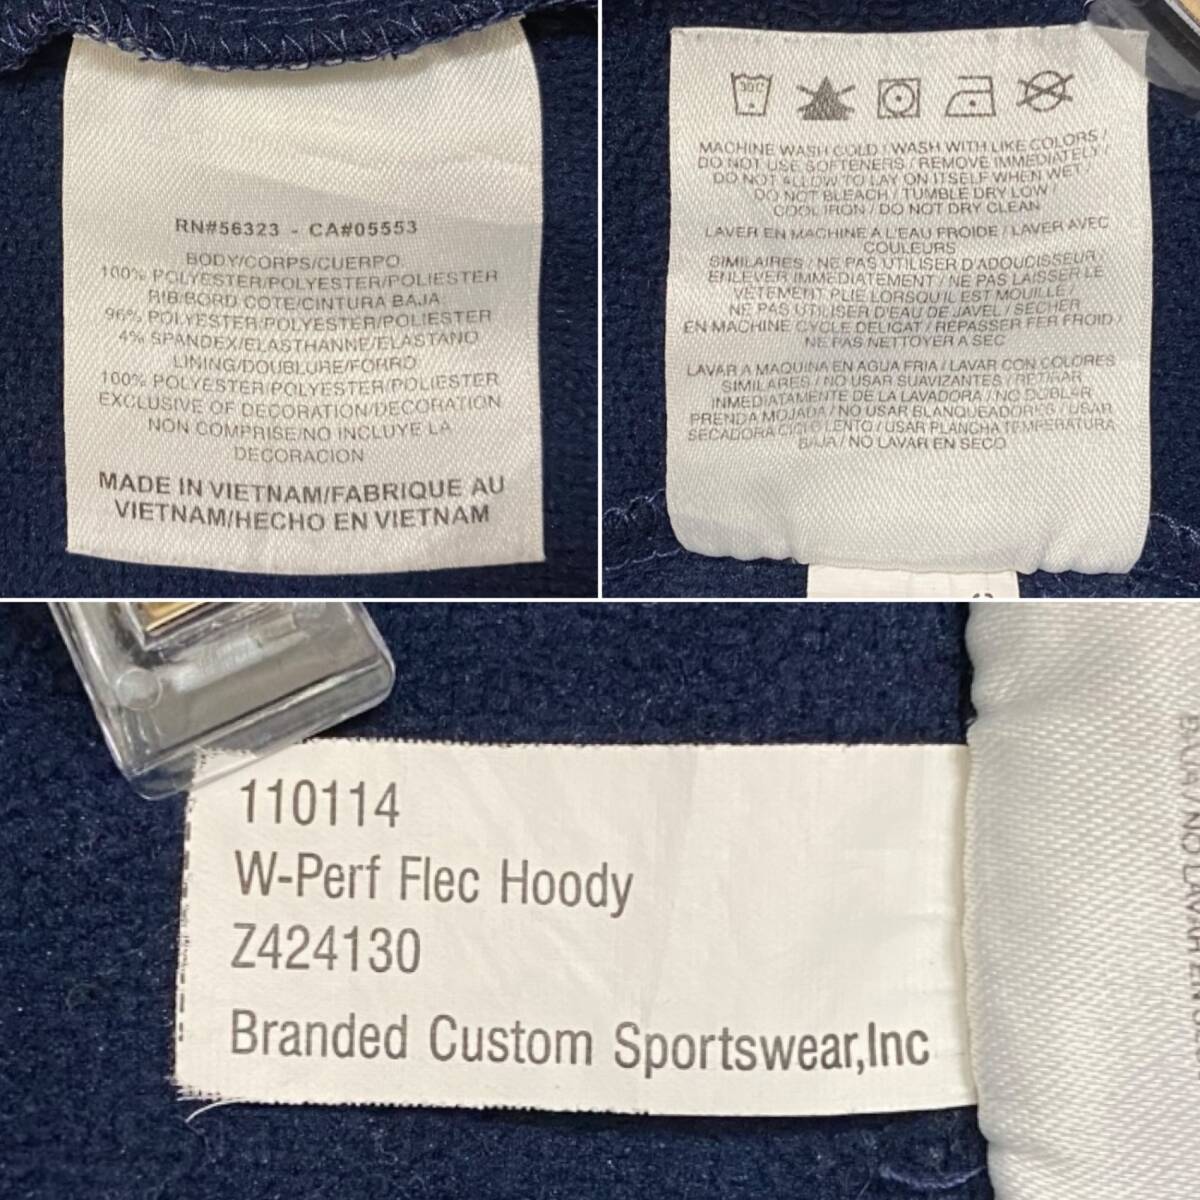 RN#56323 - CA#05553
BODY/CORPS/CUERPO
100% POLYESTER/POLYESTER/POLIESTER
RIB/BORD COTE/CINTURA BAJA
96% POLYESTER/POLYESTER/POLIESTER
4% SPANDEX/ELASTHANNE/ELASTANO
LINING/DOUBLURE/FORRO
100% POLYESTER/POLYESTER/POLIESTER
EXCLUSIVE OF DECORATION/DECORATION
NON COMPRISE/NO INCLUYE LA
DECORACION
MADE IN VIETNAM/FABRIQUE AU
VIETNAM/HECHO EN VIETNAM
30°C
MACHINE WASH COLD / WASH WITH LIKE COLORS /
DO NOT USE SOFTENERS / REMOVE IMMEDIATELY /
DO NOT ALLOW TO LAY ON ITSELF WHEN WET /
DO NOT BLEACH / TUMBLE DRY LOW /
COOL IRON / DO NOT DRY CLEAN
LAVER EN MACHINE A L'EAU FROIDE / LAVER AVEC
COULEURS
SIMILAIRES / NE PAS UTILISER D'ADOUCISSEUR /
ENLEVER IMMEDIATEMENT / NE PAS LAISSER LE
VETEMENT PLIE LORSQU'IL EST MOUILLE /
NE PAS UTILISER D'EAU DE JAVEL / SECHER
EN MACHINE CYCLE DELICAT / REPASSER FER FROID /
NE PAS NETTOYER A SEC
LAVAR A MAQUINA EN AGUA FRIA / LAVAR CON COLORES
SIMILARES / NO USAR SUAVIZANTES / RETIRAR
INMEDIATAMENTE DE LA LAVADORA / NO DOBLAR
PRENDA MOJADA / NO USAR BLANQUEADORES / USAR
SECADORA CICLO LENTO / USAR PLANCHA TEMPERATURA
BAJA / NO LAVAR EN SECO
110114
W-Perf Flec Hoody
Z424130
Branded Custom Sportswear,Inc